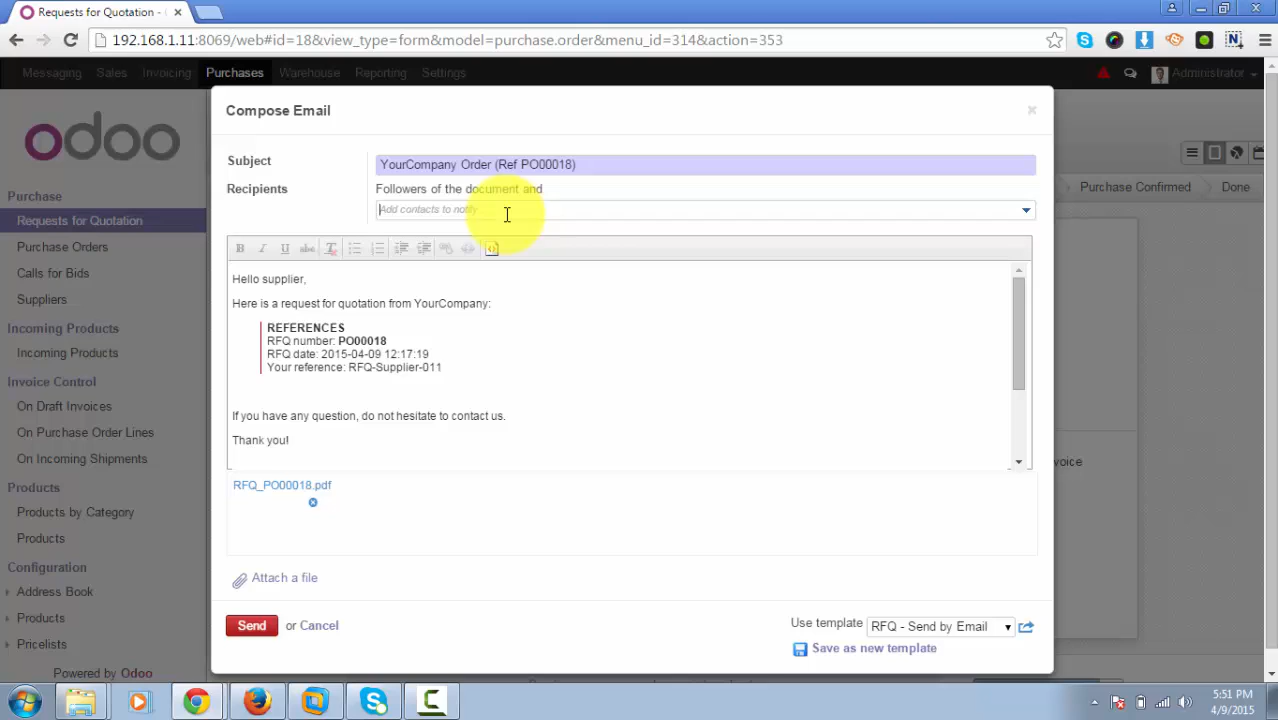 Requests for Quotation -
192.168.1.11:8069/web#id=18&view_type=form&model=purchase.order&menu_id=314&action=353
Messaging Sales Invoicing Purchases Warehouse Reporting Settings Administrator
odoo
Purchase
Requests for Quotation
Purchase Orders
Calls for Bids
Suppliers
Incoming Products
Incoming Products
Invoice Control
On Draft Invoices
On Purchase Order Lines
On Incoming Shipments
Products
Products by Category
Products
Configuration
Address Book
Products
Pricelists
Powered by Odoo
Compose Email
Subject YourCompany Order (Ref PO00018)
Recipients Followers of the document and
Add contacts to notify
B I U abc T
Hello supplier,
Here is a request for quotation from YourCompany:
REFERENCES
RFQ number: PO00018
RFQ date: 2015-04-09 12:17:19
Your reference: RFQ-Supplier-011
If you have any question, do not hesitate to contact us.
Thank you!
RFQ_PO00018.pdf
Attach a file
Send or Cancel
Use template RFQ - Send by Email
Save as new template
Purchase Confirmed Done
voice
5:51 PM
4/9/2015